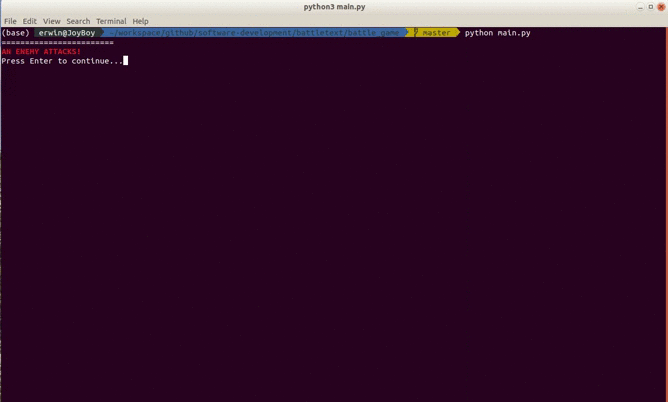 python3 main.py
File Edit View Search Terminal Help
(base) erwin@JoyBoy ~/workspace/github/software-development/battletext/battle_game master python main.py
========================
AN ENEMY ATTACKS!
Press Enter to continue...